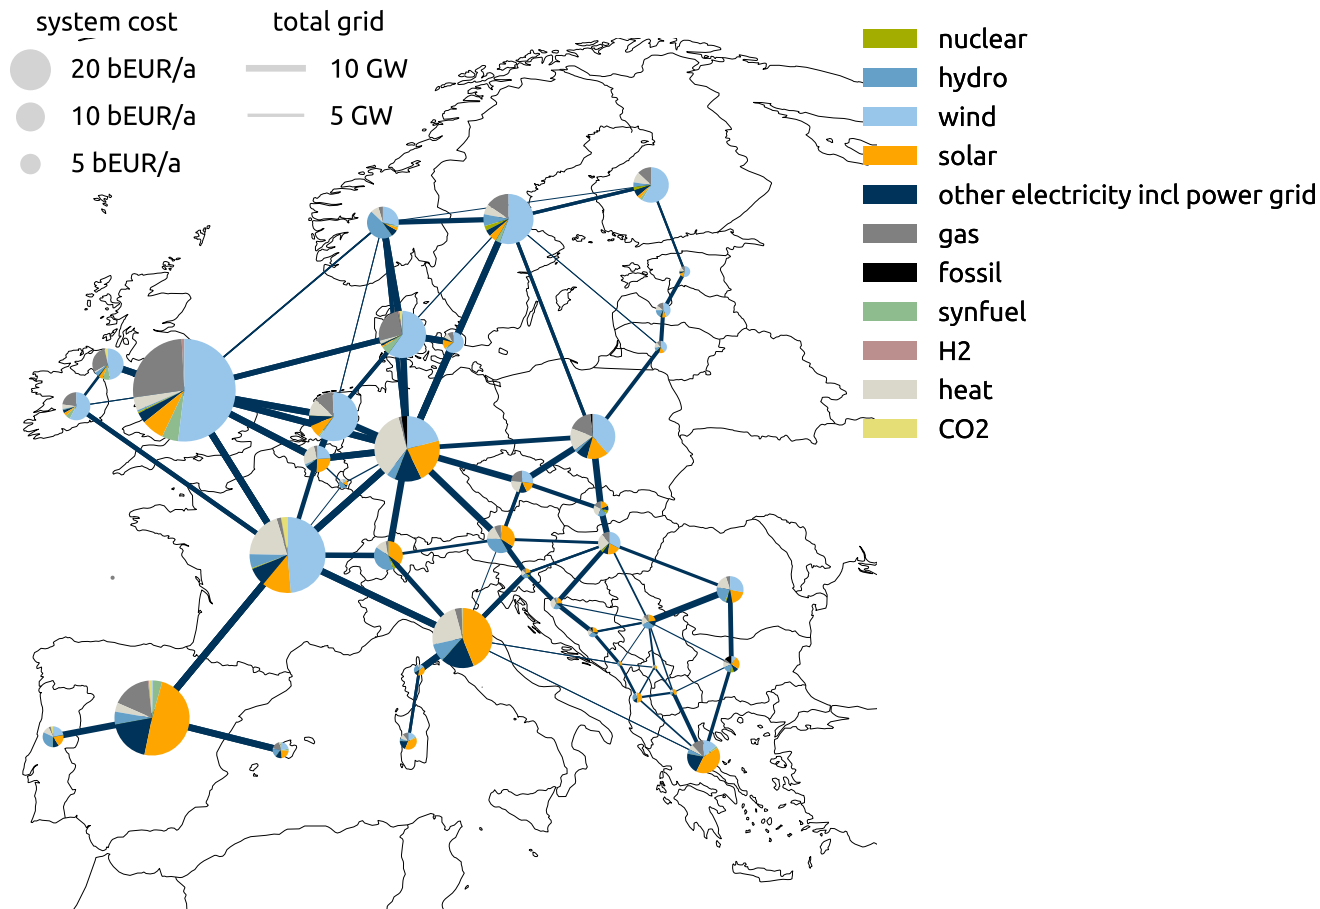 system cost
20 bEUR/a
10 bEUR/a
5 bEUR/a
total grid
10 GW
5 GW
nuclear
hydro
wind
solar
other electricity incl power grid
gas
fossil
synfuel
H2
heat
CO2